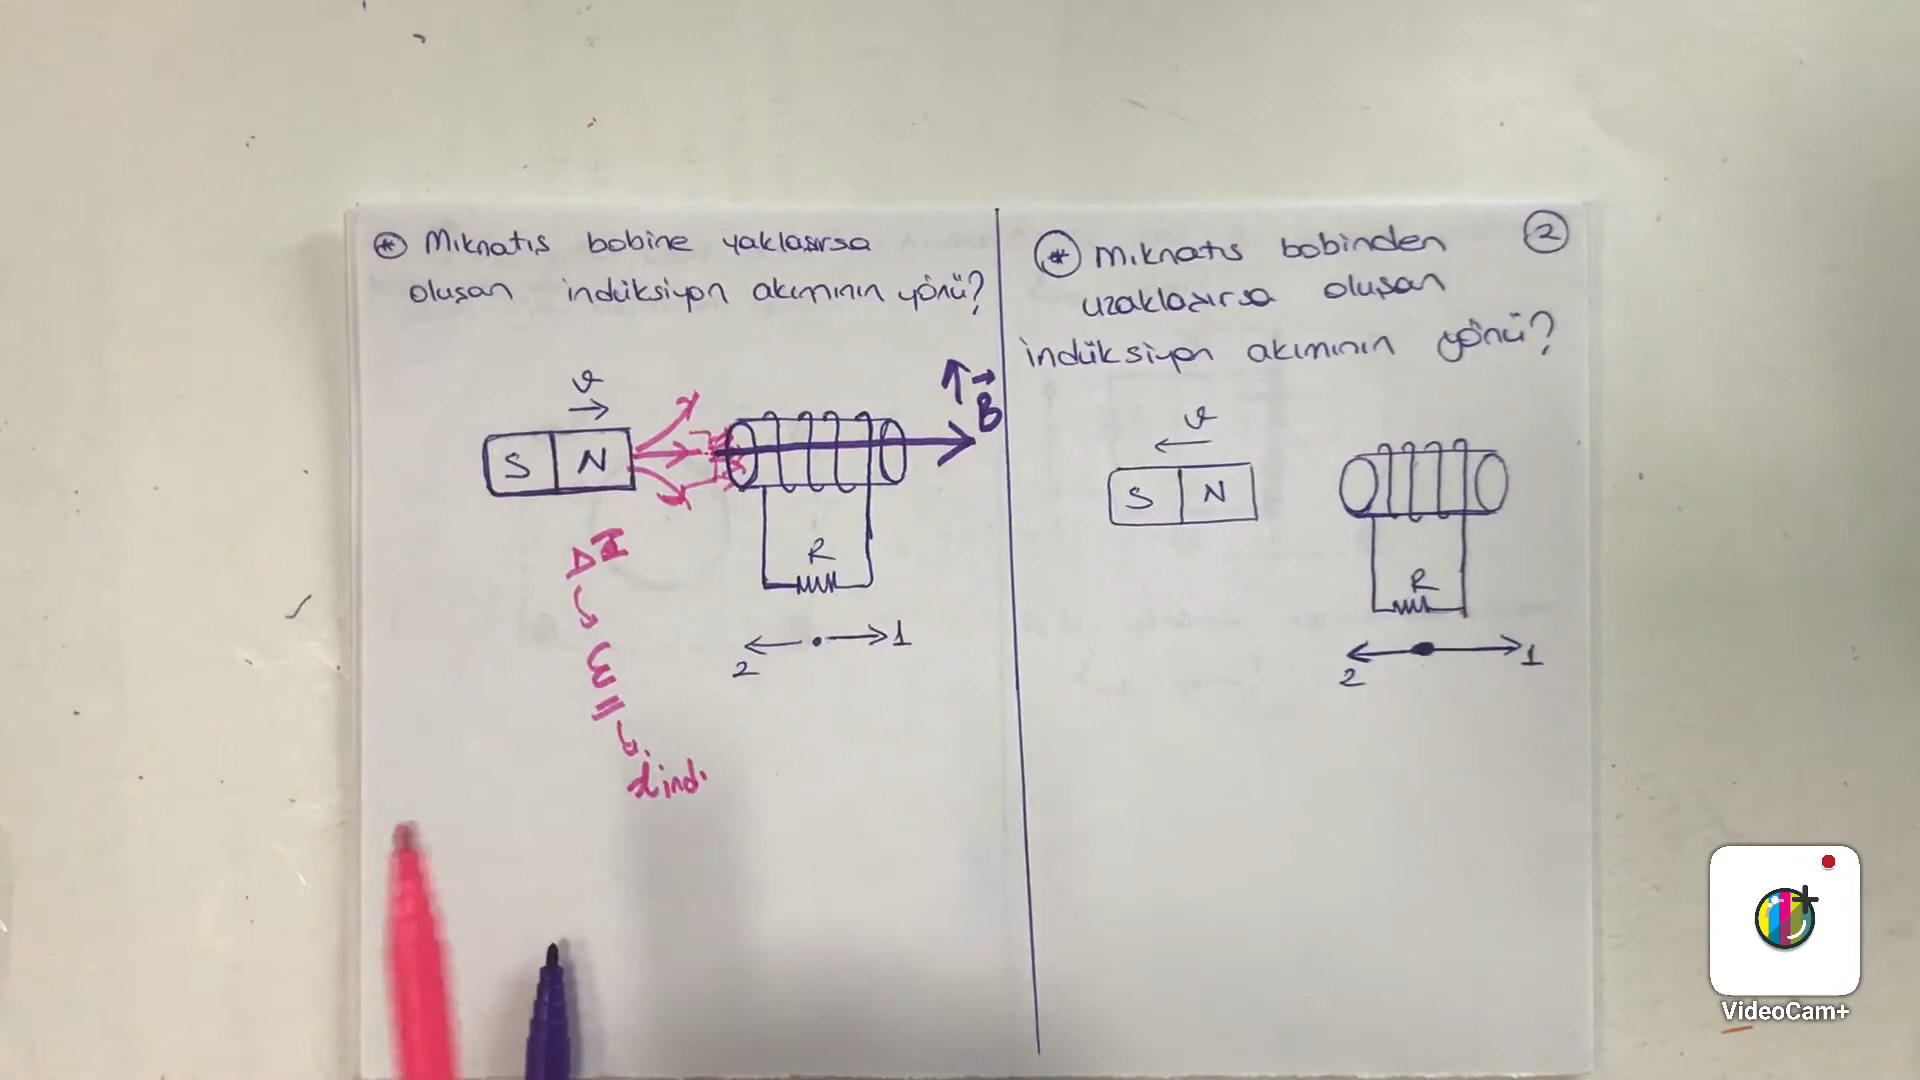 * Mıknatıs bobine yaklaşırsa
oluşan indüksiyon akımının yönü?
ϑ
S N
B
R
2 1
ΔΦ
ε
iind.
* Mıknatıs bobinden 2
uzaklaşırsa oluşan
indüksiyon akımının yönü?
ϑ
S N
R
2 1
VideoCam+